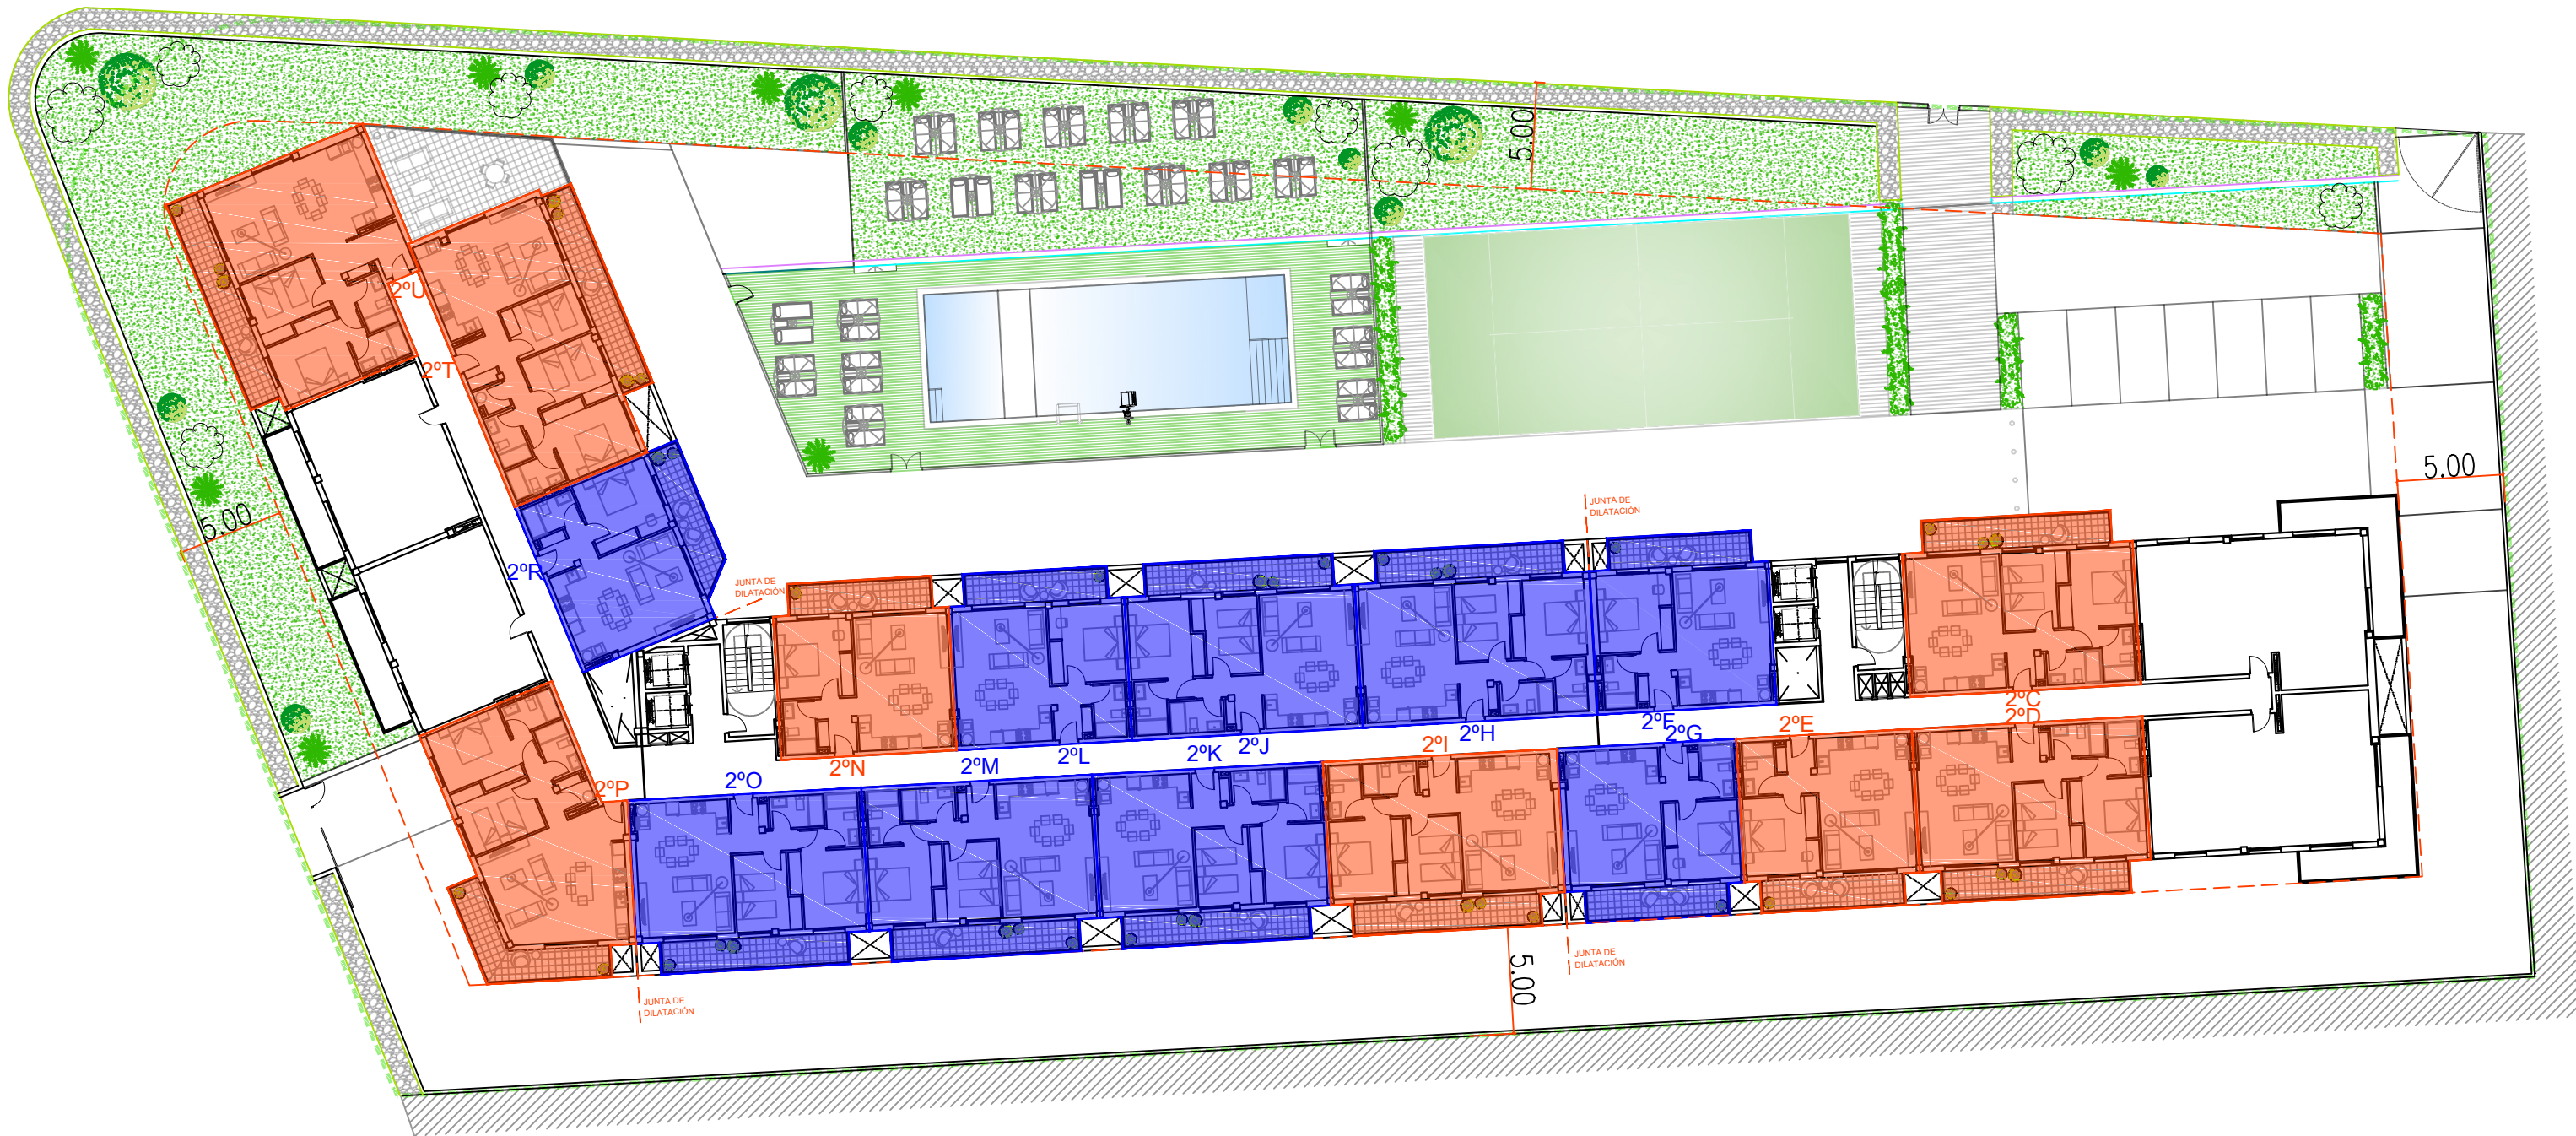 5.00
2ºU
2ºT
5.00
5.00
JUNTA DE
DILATACIÓN
2ºR
JUNTA DE
DILATACIÓN
2ºC
2ºD
2ºF
2ºG
2ºE
2ºH
2ºI
2ºJ
2ºK
2ºL
2ºM
2ºN
2ºO
2ºP
JUNTA DE
DILATACIÓN
5.00
JUNTA DE
DILATACIÓN